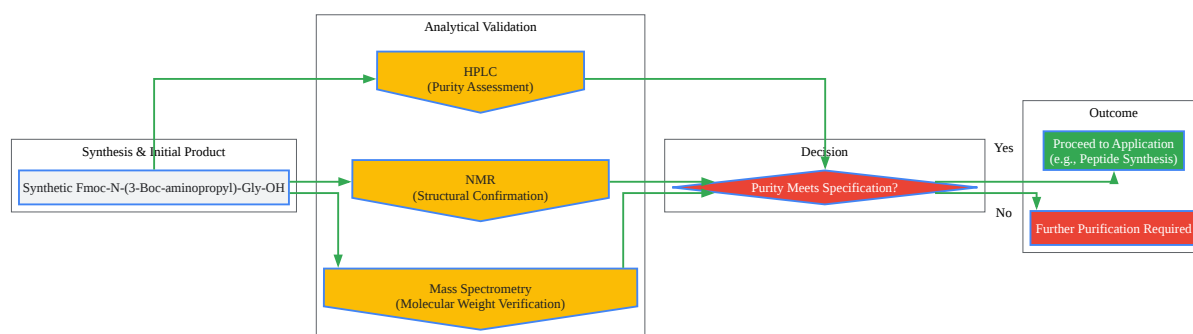 Analytical Validation
HPLC
(Purity Assessment)
Synthesis & Initial Product
Synthetic Fmoc-N-(3-Boc-aminopropyl)-Gly-OH
NMR
(Structural Confirmation)
Mass Spectrometry
(Molecular Weight Verification)
Decision
Purity Meets Specification?
Yes
No
Outcome
Proceed to Application
(e.g., Peptide Synthesis)
Further Purification Required